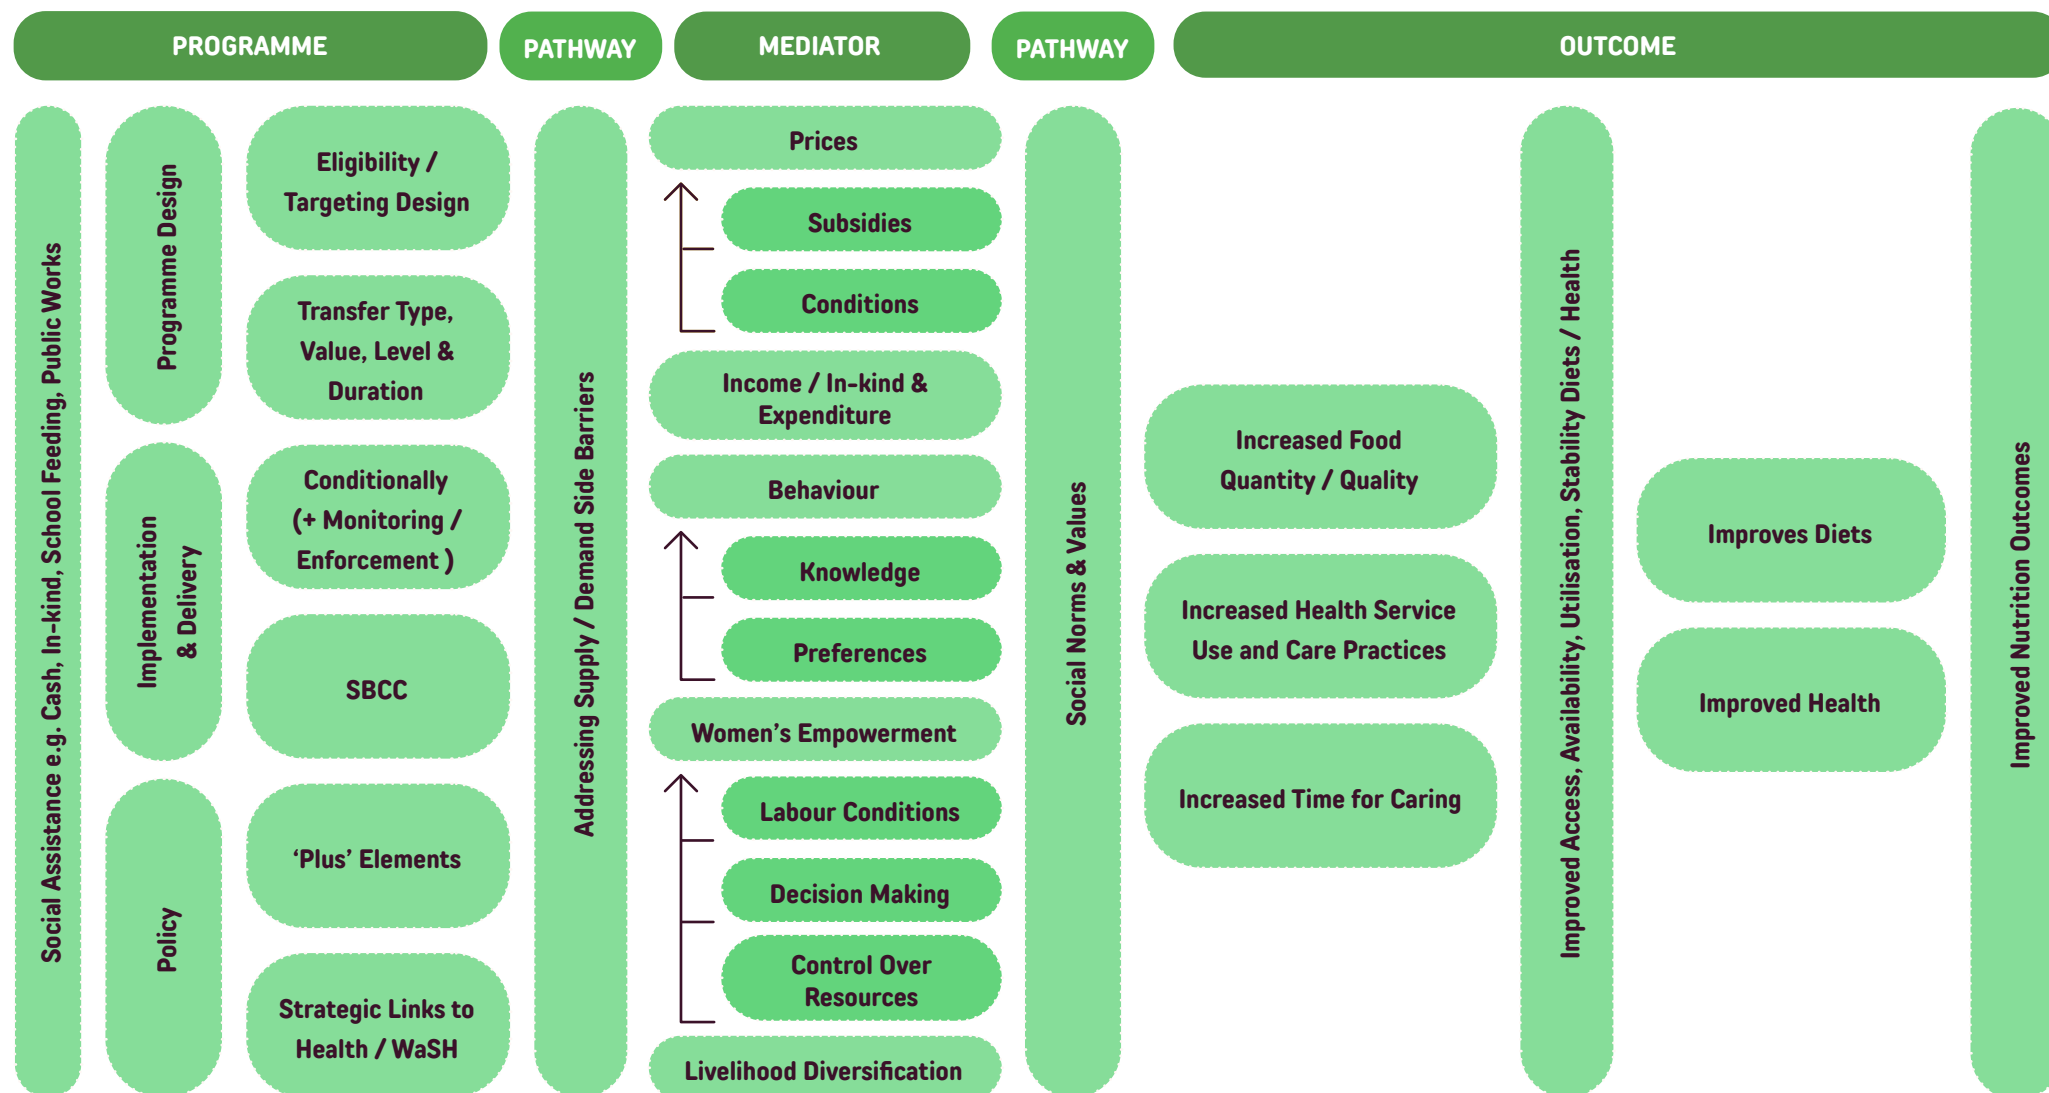 PROGRAMME
PATHWAY
MEDIATOR
PATHWAY
OUTCOME
Social Assistance e.g. Cash, In-kind, School Feeding, Public Works
Programme Design
Implementation
& Delivery
Policy
Eligibility /
Targeting Design
Transfer Type,
Value, Level &
Duration
Conditionally
(+ Monitoring /
Enforcement )
SBCC
‘Plus’ Elements
Strategic Links to
Health / WaSH
Addressing Supply / Demand Side Barriers
Prices
Subsidies
Conditions
Income / In-kind &
Expenditure
Behaviour
Knowledge
Preferences
Women’s Empowerment
Labour Conditions
Decision Making
Control Over
Resources
Livelihood Diversification
Social Norms & Values
Increased Food
Quantity / Quality
Increased Health Service
Use and Care Practices
Increased Time for Caring
Improved Access, Availability, Utilisation, Stability Diets / Health
Improves Diets
Improved Health
Improved Nutrition Outcomes